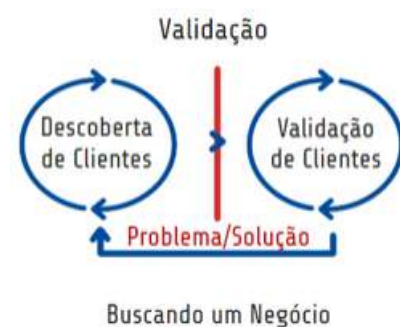 Validação
Descoberta
de Clientes
Validação
de Clientes
Problema/Solução
Buscando um Negócio